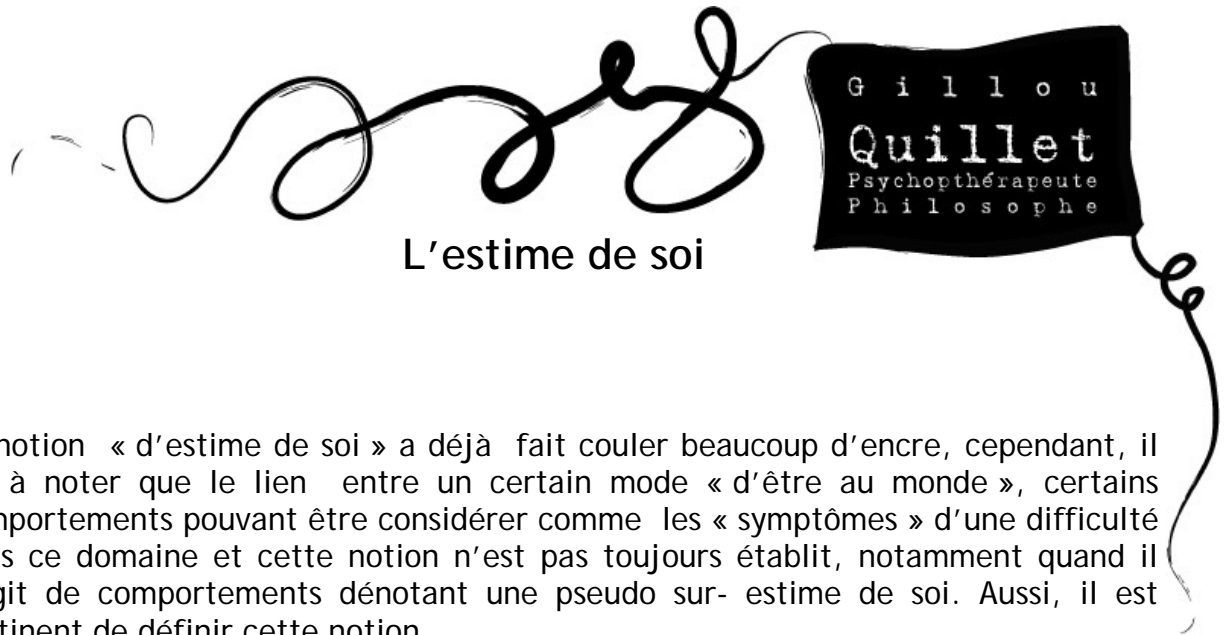 Gillou
Quillet
Psychopthérapeute
Philosophe
L'estime de soi
notion « d'estime de soi » a déjà fait couler beaucoup d'encre, cependant, il
à noter que le lien entre un certain mode « d'être au monde », certains
mportements pouvant être considérer comme les « symptômes » d'une difficulté
s ce domaine et cette notion n'est pas toujours établit, notamment quand il
git de comportements dénotant une pseudo sur- estime de soi. Aussi, il est
tinent de définir cette notion